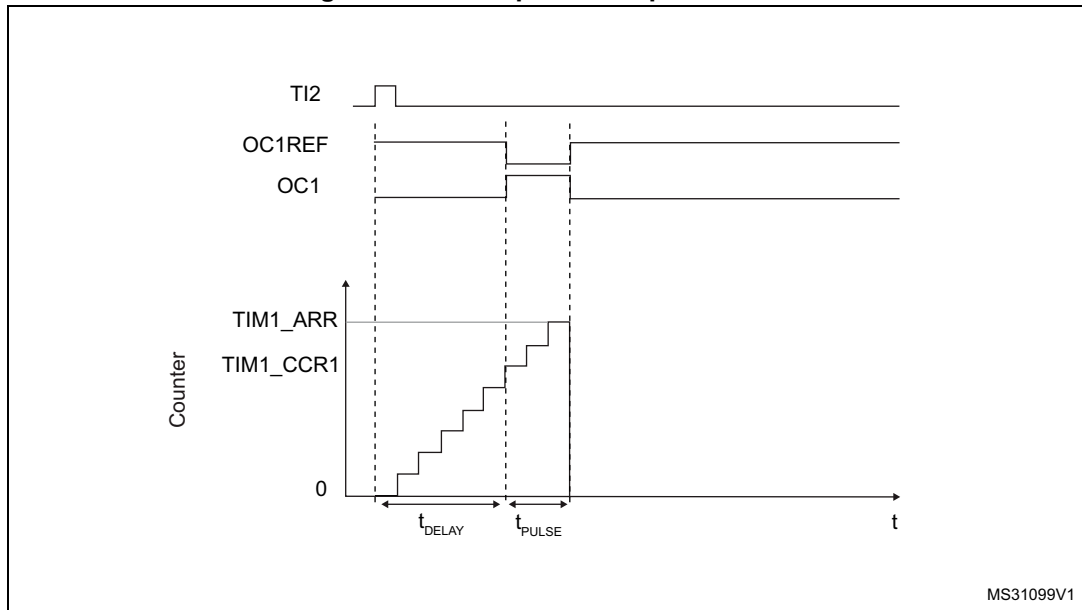 TI2
OC1REF
OC1
TIM1_ARR
TIM1_CCR1
Counter
0
tDELAY
tPULSE
t
MS31099V1